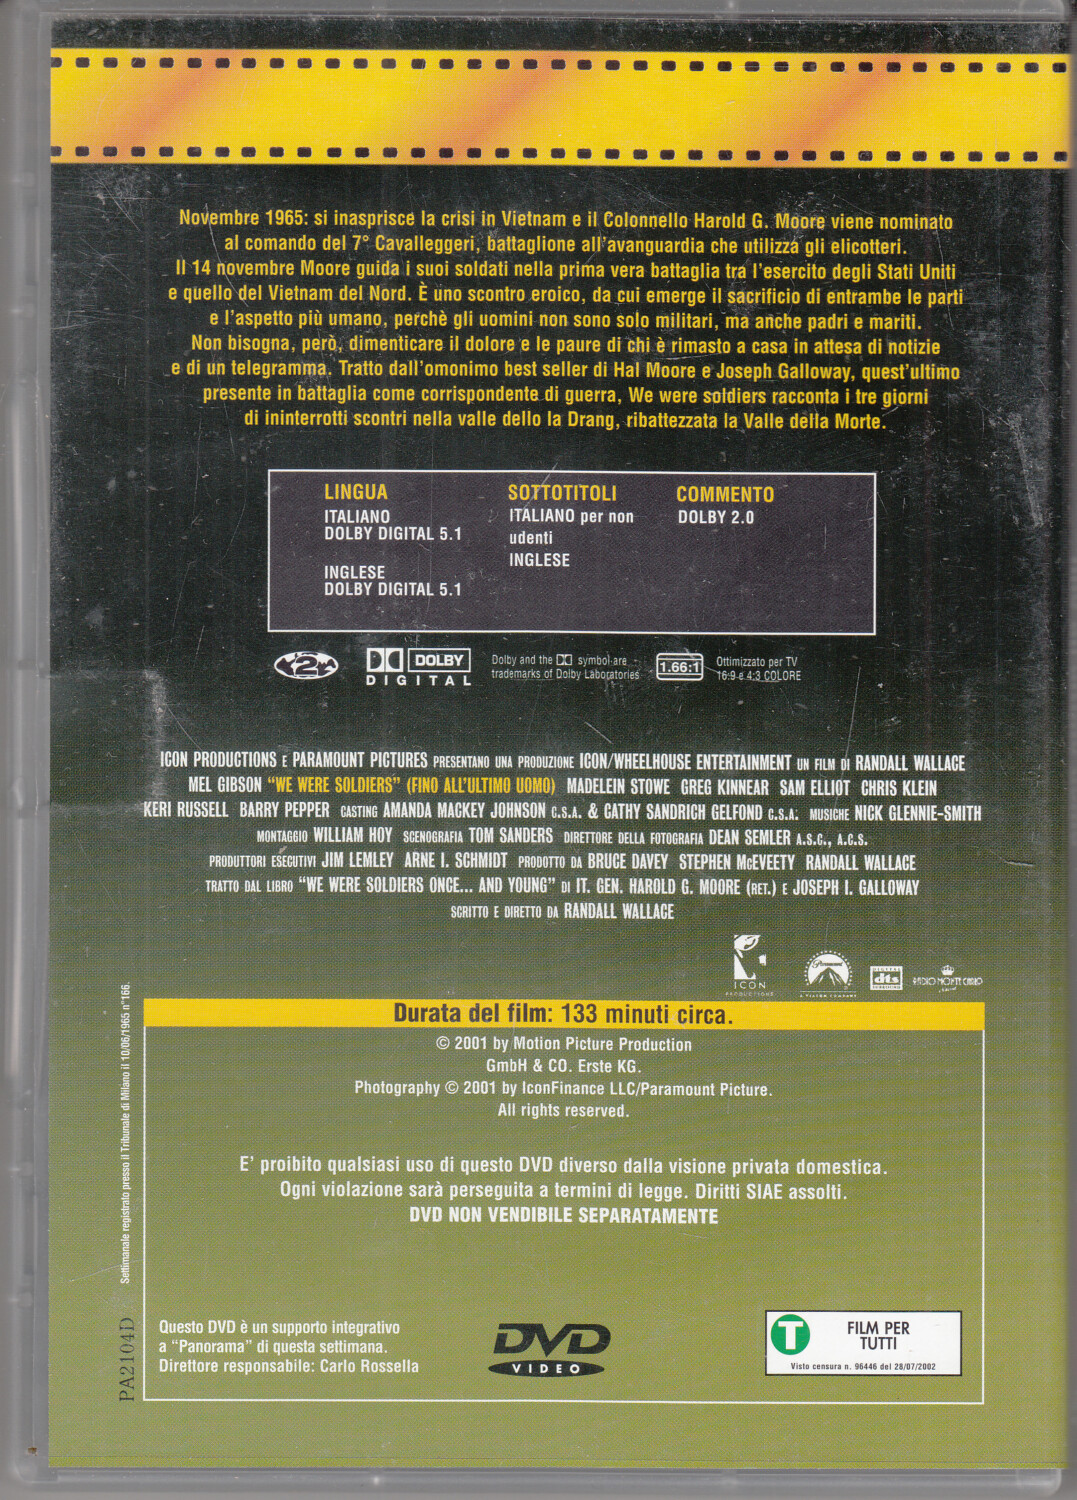 Novembre 1965: si inasprisce la crisi in Vietnam e il Colonnello Harold G. Moore viene nominato
al comando del 7° Cavalleggeri, battaglione all'avanguardia che utilizza gli elicotteri.
Il 14 novembre Moore guida i suoi soldati nella prima vera battaglia tra l'esercito degli Stati Uniti
e quello del Vietnam del Nord. È uno scontro eroico, da cui emerge il sacrificio di entrambe le parti
e l'aspetto più umano, perchè gli uomini non sono solo militari, ma anche padri e mariti.
Non bisogna, però, dimenticare il dolore e le paure di chi è rimasto a casa in attesa di notizie
e di un telegramma. Tratto dall'omonimo best seller di Hal Moore e Joseph Galloway, quest'ultimo
presente in battaglia come corrispondente di guerra, We were soldiers racconta i tre giorni
di ininterrotti scontri nella valle dello Ia Drang, ribattezzata la Valle della Morte.
LINGUA
ITALIANO
DOLBY DIGITAL 5.1
INGLESE
DOLBY DIGITAL 5.1
SOTTOTITOLI
ITALIANO per non
udenti
INGLESE
COMMENTO
DOLBY 2.0
2
DOLBY
DIGITAL
Dolby and the symbol are
trademarks of Dolby Laboratories
1.66:1
Ottimizzato per TV
16:9 e 4:3 COLORE
ICON PRODUCTIONS E PARAMOUNT PICTURES PRESENTANO UNA PRODUZIONE ICON/WHEELHOUSE ENTERTAINMENT UN FILM DI RANDALL WALLACE
MEL GIBSON "WE WERE SOLDIERS" (FINO ALL'ULTIMO UOMO) MADELEIN STOWE GREG KINNEAR SAM ELLIOT CHRIS KLEIN
KERI RUSSELL BARRY PEPPER CASTING AMANDA MACKEY JOHNSON C.S.A. & CATHY SANDRICH GELFOND C.S.A. MUSICHE NICK GLENNIE-SMITH
MONTAGGIO WILLIAM HOY SCENOGRAFIA TOM SANDERS DIRETTORE DELLA FOTOGRAFIA DEAN SEMLER A.S.C., A.C.S.
PRODUTTORI ESECUTIVI JIM LEMLEY ARNE I. SCHMIDT PRODOTTO DA BRUCE DAVEY STEPHEN McEVEETY RANDALL WALLACE
TRATTO DAL LIBRO "WE WERE SOLDIERS ONCE... AND YOUNG" DI IT. GEN. HAROLD G. MOORE (RET.) E JOSEPH I. GALLOWAY
SCRITTO E DIRETTO DA RANDALL WALLACE
ICON
PRODUCTIONS
Paramount
A VIACOM COMPANY
DIGITAL
dts
RADIO MONTE CARLO
Durata del film: 133 minuti circa.
© 2001 by Motion Picture Production
GmbH & CO. Erste KG.
Photography © 2001 by IconFinance LLC/Paramount Picture.
All rights reserved.
E' proibito qualsiasi uso di questo DVD diverso dalla visione privata domestica.
Ogni violazione sarà perseguita a termini di legge. Diritti SIAE assolti.
DVD NON VENDIBILE SEPARATAMENTE
Questo DVD è un supporto integrativo
a "Panorama" di questa settimana.
Direttore responsabile: Carlo Rossella
DVD
VIDEO
T
FILM PER
TUTTI
Visto censura n. 96446 del 28/07/2002
Settimanale registrato presso il Tribunale di Milano il 10/06/1965 n°166.
PA2104D